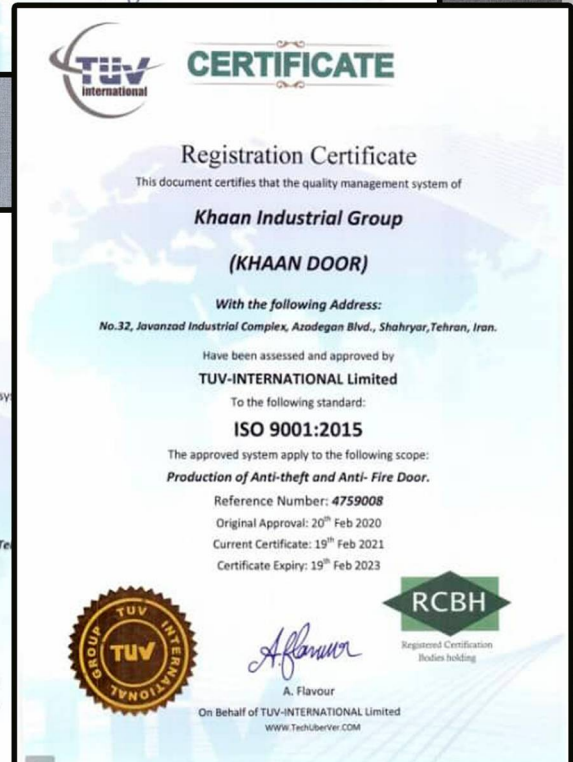 TÜV
international
CERTIFICATE
Registration Certificate
This document certifies that the quality management system of
Khaan Industrial Group
(KHAAN DOOR)
With the following Address:
No.32, Javanzad Industrial Complex, Azadegan Blvd., Shahryar,Tehran, Iran.
Have been assessed and approved by
TUV-INTERNATIONAL Limited
To the following standard:
ISO 9001:2015
The approved system apply to the following scope:
Production of Anti-theft and Anti- Fire Door.
Reference Number: 4759008
Original Approval: 20th Feb 2020
Current Certificate: 19th Feb 2021
Certificate Expiry: 19th Feb 2023
TUV INTERNATIONAL GROUP
TUV
RCBH
Registered Certification
Bodies holding
A. Flavour
On Behalf of TUV-INTERNATIONAL Limited
WWW.TechUberVer.COM